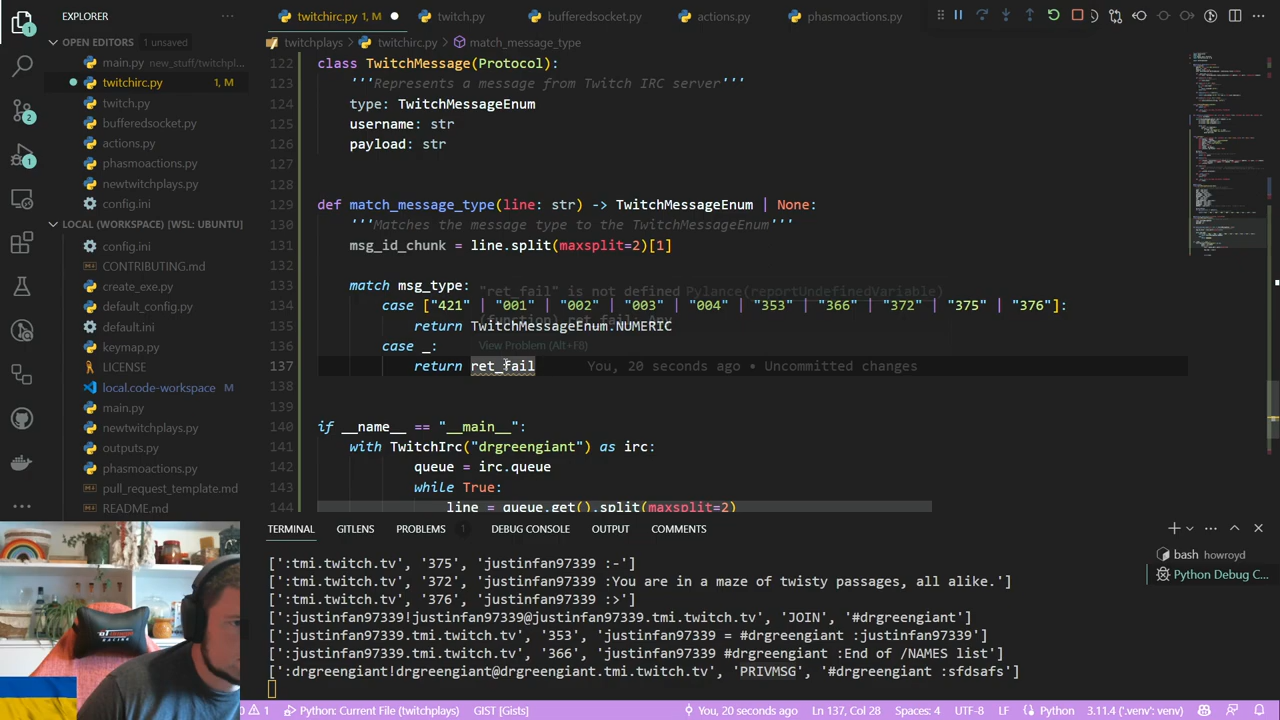 EXPLORER
OPEN EDITORS 1 unsaved
main.py new_stuff/twitchpl...
twitchirc.py 1, M
twitch.py
bufferedsocket.py
actions.py
phasmoactions.py
newtwitchplays.py
config.ini
LOCAL (WORKSPACE) [WSL: UBUNTU]
config.ini
CONTRIBUTING.md
create_exe.py
default_config.py
default.ini
keymap.py
LICENSE
local.code-workspace M
main.py
newtwitchplays.py
outputs.py
phasmoactions.py
pull_request_template.md
README.md
twitchirc.py 1, M
twitch.py
bufferedsocket.py
actions.py
phasmoactions.py
twitchplays > twitchirc.py > match_message_type
122 class TwitchMessage(Protocol):
123 '''Represents a message from Twitch IRC server'''
124 type: TwitchMessageEnum
125 username: str
126 payload: str
127
128
129 def match_message_type(line: str) -> TwitchMessageEnum | None:
130 '''Matches the message type to the TwitchMessageEnum'''
131 msg_id_chunk = line.split(maxsplit=2)[1]
132
133 match msg_type:
"ret_fail" is not defined Pylance(reportUndefinedVariable)
134 case ["421" | "001" | "002" | "003" | "004" | "353" | "366" | "372" | "375" | "376"]:
(function) ret_fail: Any
135 return TwitchMessageEnum.NUMERIC
View Problem (Alt+F8)
136 case _:
137 return ret_fail You, 20 seconds ago • Uncommitted changes
138
139
140 if __name__ == "__main__":
141 with TwitchIrc("drgreengiant") as irc:
142 queue = irc.queue
143 while True:
144 line = queue.get().split(maxsplit=2)
TERMINAL GITLENS PROBLEMS 1 DEBUG CONSOLE OUTPUT COMMENTS
[':tmi.twitch.tv', '375', 'justinfan97339 :-']
[':tmi.twitch.tv', '372', 'justinfan97339 :You are in a maze of twisty passages, all alike.']
[':tmi.twitch.tv', '376', 'justinfan97339 :>']
[':justinfan97339!justinfan97339@justinfan97339.tmi.twitch.tv', 'JOIN', '#drgreengiant']
[':justinfan97339.tmi.twitch.tv', '353', 'justinfan97339 = #drgreengiant :justinfan97339']
[':justinfan97339.tmi.twitch.tv', '366', 'justinfan97339 #drgreengiant :End of /NAMES list']
[':drgreengiant!drgreengiant@drgreengiant.tmi.twitch.tv', 'PRIVMSG', '#drgreengiant :sfdsafs']
bash howroyd
Python Debug C...
0 1 Python: Current File (twitchplays) GIST [Gists] You, 20 seconds ago Ln 137, Col 28 Spaces: 4 UTF-8 LF Python 3.11.4 ('.venv': venv)